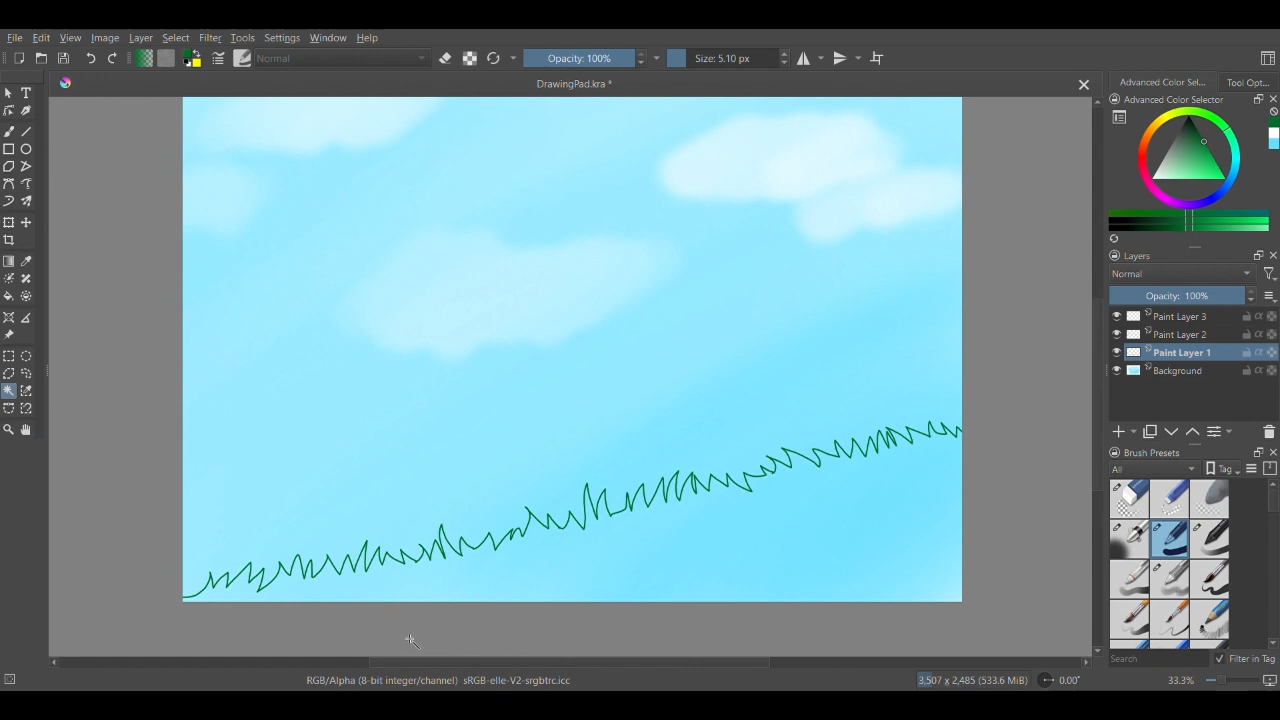 File Edit View Image Layer Select Filter Tools Settings Window Help
Normal Opacity: 100% Size: 5.10 px
DrawingPad.kra *
Advanced Color Sel... Tool Opt...
Advanced Color Selector
Layers
Normal
Opacity: 100%
Paint Layer 3
Paint Layer 2
Paint Layer 1
Background
Brush Presets
All Tag
Search Filter in Tag
RGB/Alpha (8-bit integer/channel) sRGB-elle-V2-srgbtrc.icc 3,507 x 2,485 (533.6 MiB) 0.00° 33.3%